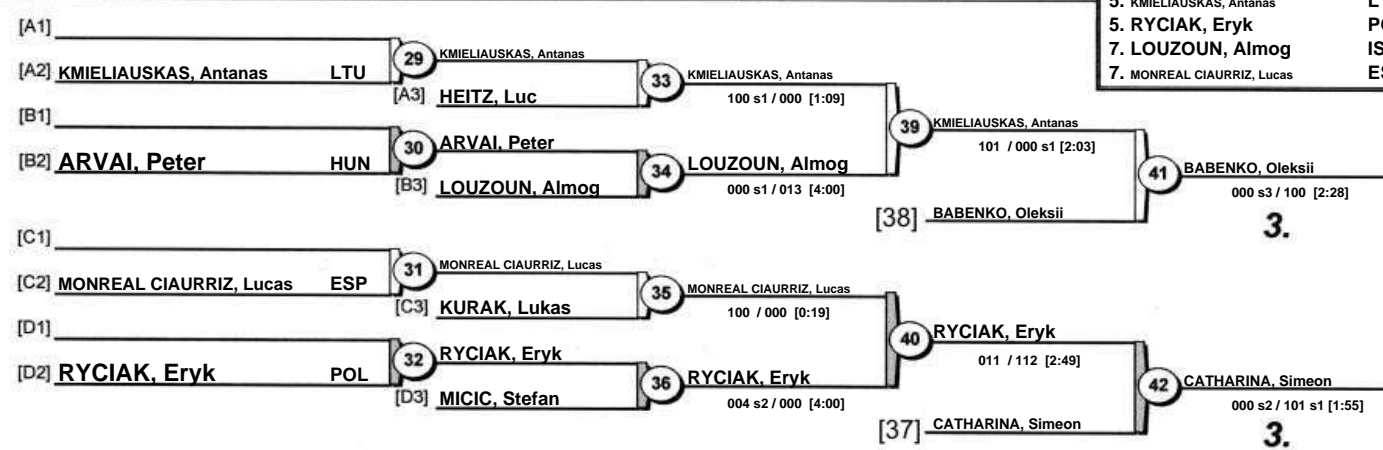 5. KMIELIAUSKAS, Antanas
5. RYCIAK, Eryk
7. LOUZOUN, Almog
7. MONREAL CIAURRIZ, Lucas
[A1]
[A2] KMIELIAUSKAS, Antanas LTU
29
KMIELIAUSKAS, Antanas
[A3] HEITZ, Luc
33
KMIELIAUSKAS, Antanas
100 s1 / 000 [1:09]
[B1]
[B2] ARVAI, Peter HUN
30
ARVAI, Peter
[B3] LOUZOUN, Almog
34
LOUZOUN, Almog
000 s1 / 013 [4:00]
39
KMIELIAUSKAS, Antanas
101 / 000 s1 [2:03]
[38] BABENKO, Oleksii
41
BABENKO, Oleksii
000 s3 / 100 [2:28]
3.
[C1]
[C2] MONREAL CIAURRIZ, Lucas ESP
31
MONREAL CIAURRIZ, Lucas
[C3] KURAK, Lukas
35
MONREAL CIAURRIZ, Lucas
100 / 000 [0:19]
[D1]
[D2] RYCIAK, Eryk POL
32
RYCIAK, Eryk
[D3] MICIC, Stefan
36
RYCIAK, Eryk
004 s2 / 000 [4:00]
40
RYCIAK, Eryk
011 / 112 [2:49]
[37] CATHARINA, Simeon
42
CATHARINA, Simeon
000 s2 / 101 s1 [1:55]
3.